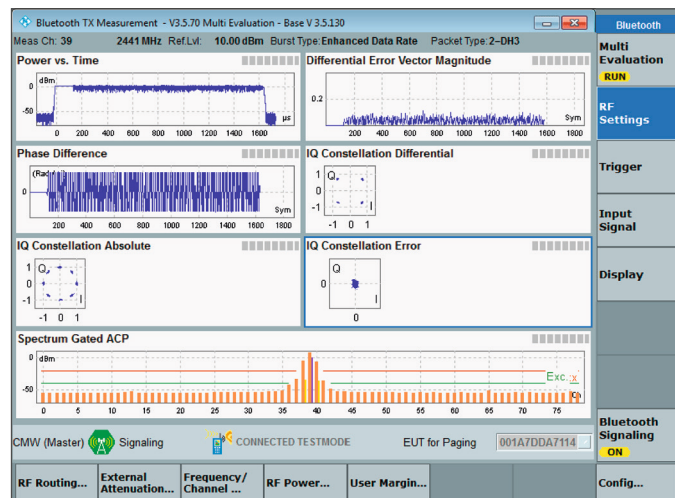 Bluetooth TX Measurement - V3.5.70 Multi Evaluation - Base V 3.5.130
Bluetooth
Meas Ch: 39 2441 MHz Ref.Lvl: 10.00 dBm Burst Type:Enhanced Data Rate Packet Type:2-DH3
Multi
Evaluation
RUN
Power vs. Time
dBm
0
-50
µs
0 200 400 600 800 1000 1200 1400 1600
Differential Error Vector Magnitude
0.2
Sym
200 400 600 800 1000 1200 1400 1600 1800
RF
Settings
Phase Difference
(Rad
0
Sym
200 400 600 800 1000 1200 1400 1600 1800
IQ Constellation Differential
1 Q
0
-1 I
-1 0 1
Trigger
Input
Signal
IQ Constellation Absolute
1 Q
0
-1 I
-1 0 1
IQ Constellation Error
Q
0
I
0
Display
Spectrum Gated ACP
0 dBm
-50
Exc.:x
Ch
0 5 10 15 20 25 30 35 40 45 50 55 60 65 70 75
CMW (Master) Signaling CONNECTED TESTMODE EUT for Paging 001A7DDA7114
Bluetooth
Signaling
ON
RF Routing...
External
Attenuation...
Frequency/
Channel ...
RF Power...
User Margin...
Config...